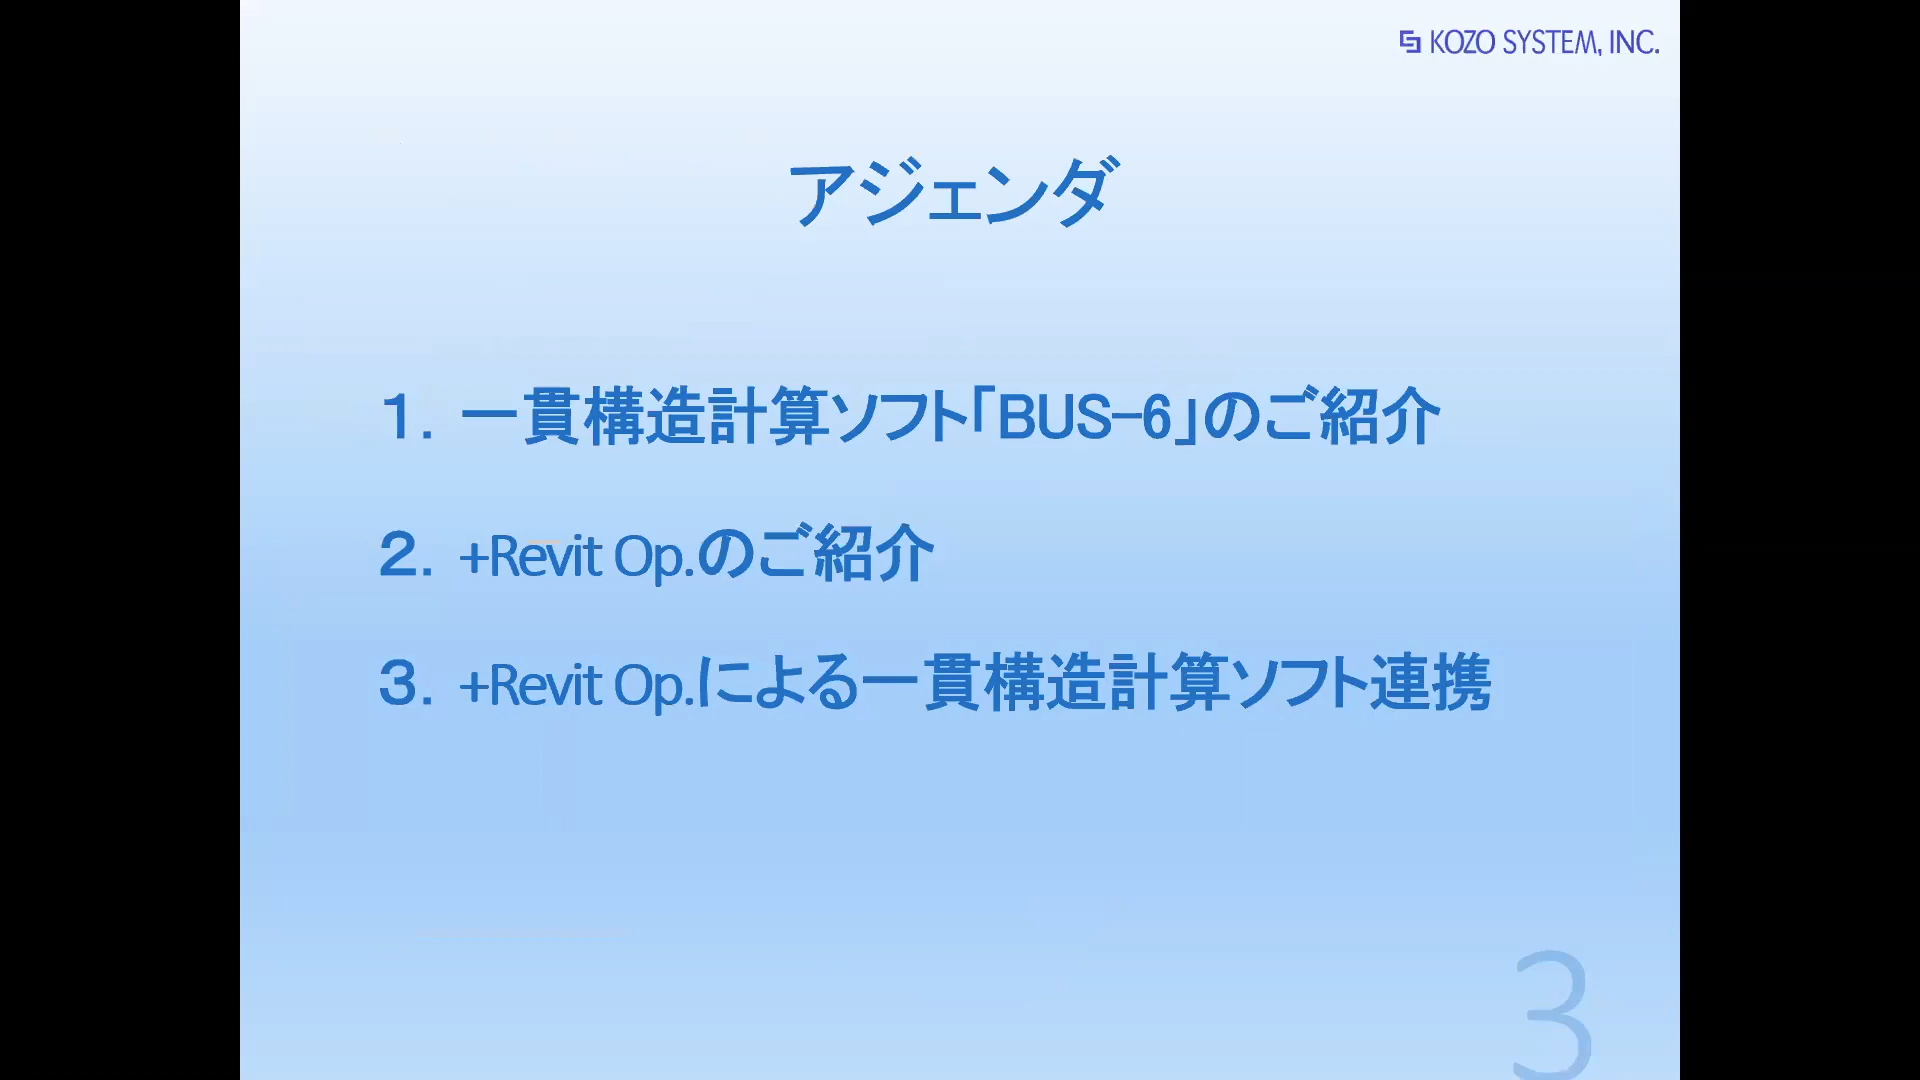 KOZO SYSTEM, INC.
アジェンダ
１．一貫構造計算ソフト｢BUS-6｣のご紹介
２．+Revit Op.のご紹介
３．+Revit Op.による一貫構造計算ソフト連携
3